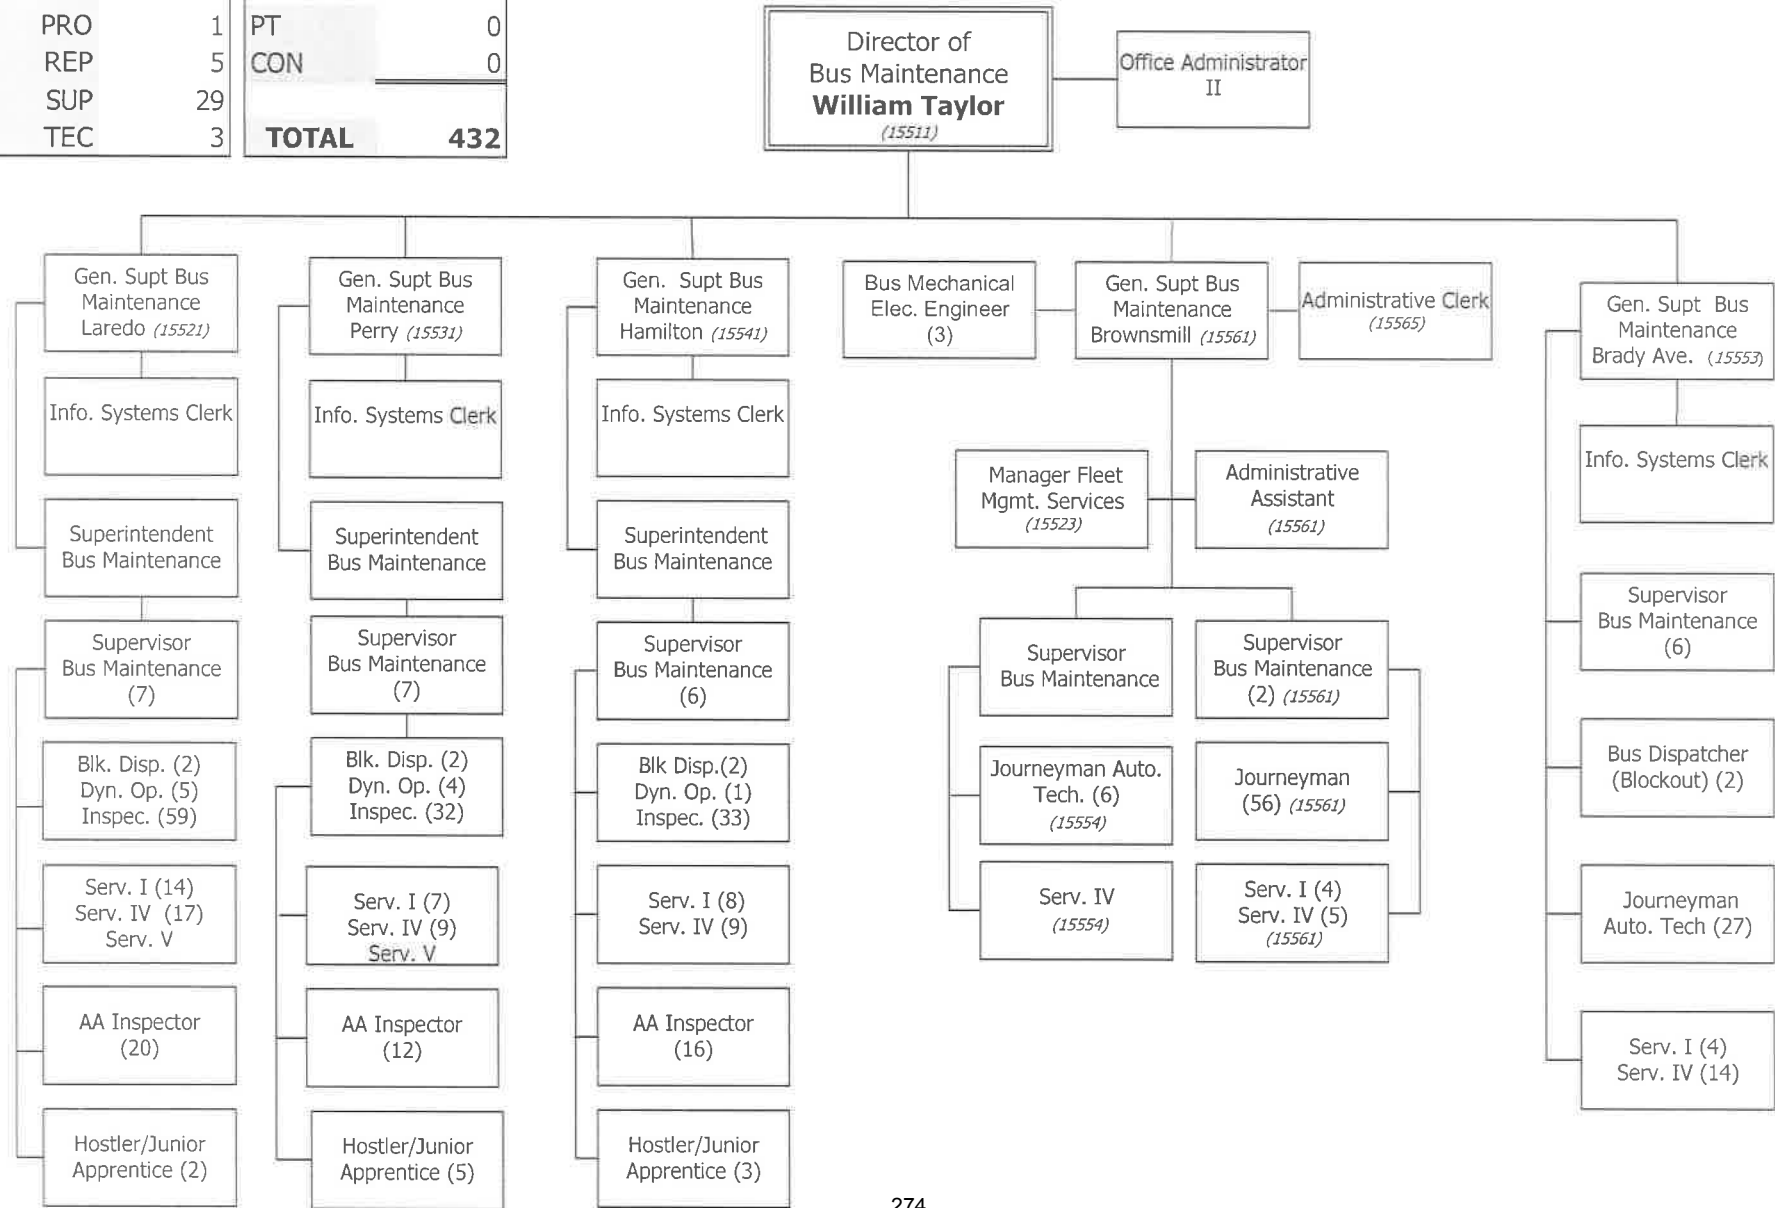 PRO 1
REP 5
SUP 29
TEC 3
PT 0
CON 0
TOTAL 432
Director of
Bus Maintenance
William Taylor
(15511)
Office Administrator
II
Gen. Supt Bus
Maintenance
Laredo (15521)
Info. Systems Clerk
Superintendent
Bus Maintenance
Supervisor
Bus Maintenance
(7)
Blk. Disp. (2)
Dyn. Op. (5)
Inspec. (59)
Serv. I (14)
Serv. IV (17)
Serv. V
AA Inspector
(20)
Hostler/Junior
Apprentice (2)
Gen. Supt Bus
Maintenance
Perry (15531)
Info. Systems Clerk
Superintendent
Bus Maintenance
Supervisor
Bus Maintenance
(7)
Blk. Disp. (2)
Dyn. Op. (4)
Inspec. (32)
Serv. I (7)
Serv. IV (9)
Serv. V
AA Inspector
(12)
Hostler/Junior
Apprentice (5)
Gen. Supt Bus
Maintenance
Hamilton (15541)
Info. Systems Clerk
Superintendent
Bus Maintenance
Supervisor
Bus Maintenance
(6)
Blk Disp.(2)
Dyn. Op. (1)
Inspec. (33)
Serv. I (8)
Serv. IV (9)
AA Inspector
(16)
Hostler/Junior
Apprentice (3)
Bus Mechanical
Elec. Engineer
(3)
Gen. Supt Bus
Maintenance
Brownsmill (15561)
Administrative Clerk
(15565)
Manager Fleet
Mgmt. Services
(15523)
Administrative
Assistant
(15561)
Supervisor
Bus Maintenance
Journeyman Auto.
Tech. (6)
(15554)
Serv. IV
(15554)
Supervisor
Bus Maintenance
(2) (15561)
Journeyman
(56) (15561)
Serv. I (4)
Serv. IV (5)
(15561)
Gen. Supt Bus
Maintenance
Brady Ave. (15553)
Info. Systems Clerk
Supervisor
Bus Maintenance
(6)
Bus Dispatcher
(Blockout) (2)
Journeyman
Auto. Tech (27)
Serv. I (4)
Serv. IV (14)
274